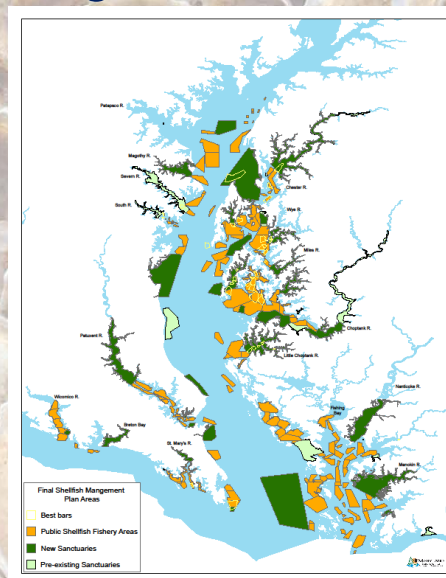 Patapsco R.
Magothy R.
Severn R.
Chester R.
South R.
Wye R.
Miles R.
Patuxent R.
Choptank R.
Little Choptank R.
Nanticoke R.
Wicomico R.
Fishing
Bay
Breton Bay
St. Mary's R.
Manokin R.
Final Shellfish Mangement
Plan Areas
Best bars
Public Shellfish Fishery Areas
New Sanctuaries
Pre-existing Sanctuaries